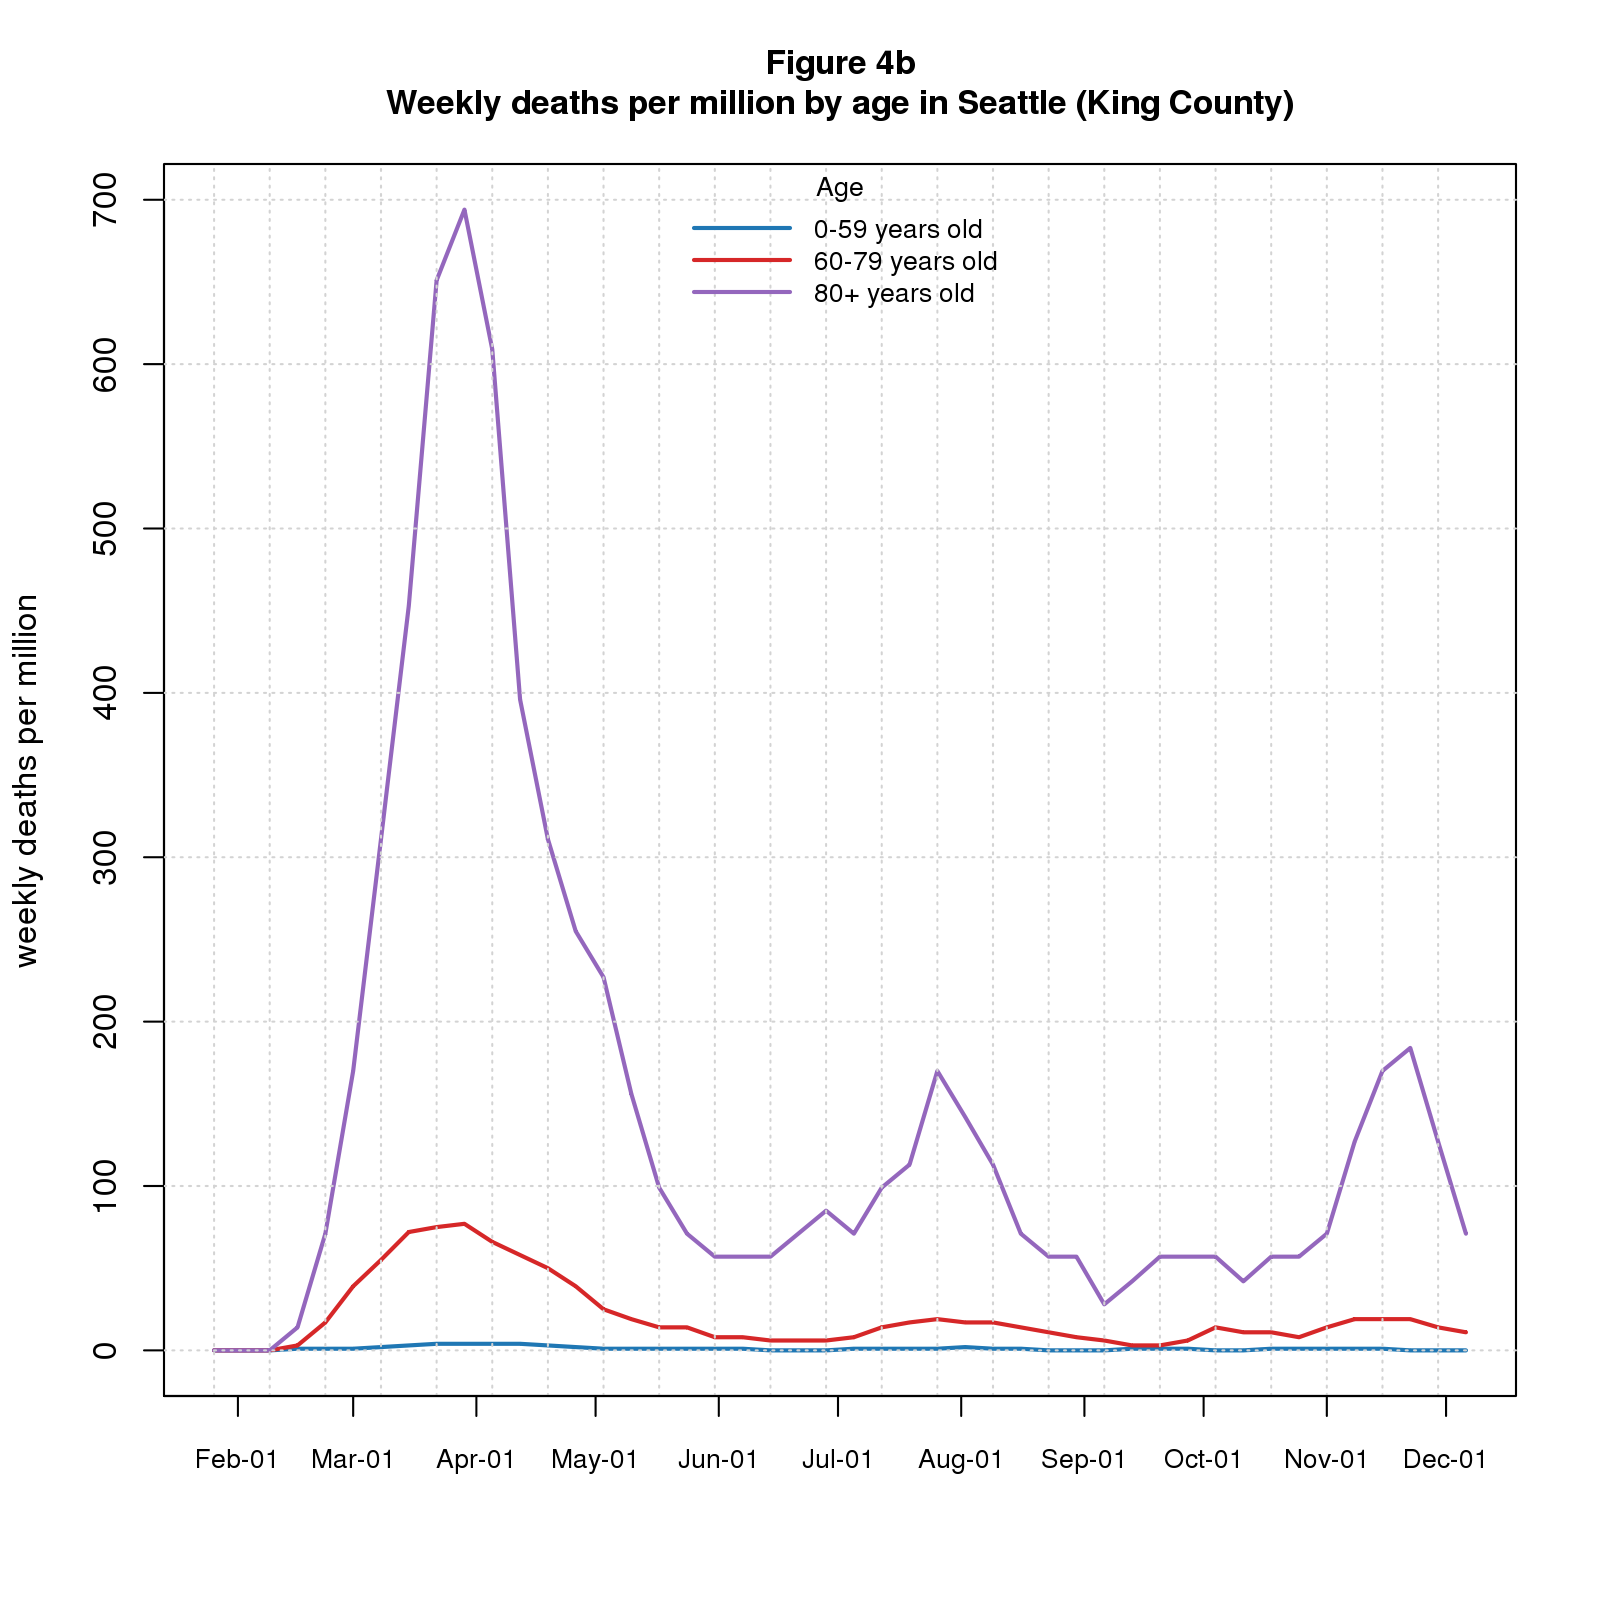 Figure 4b
Weekly deaths per million by age in Seattle (King County)
Age
0-59 years old
60-79 years old
80+ years old
weekly deaths per million
700
600
500
400
300
200
100
0
Feb-01 Mar-01 Apr-01 May-01 Jun-01 Jul-01 Aug-01 Sep-01 Oct-01 Nov-01 Dec-01